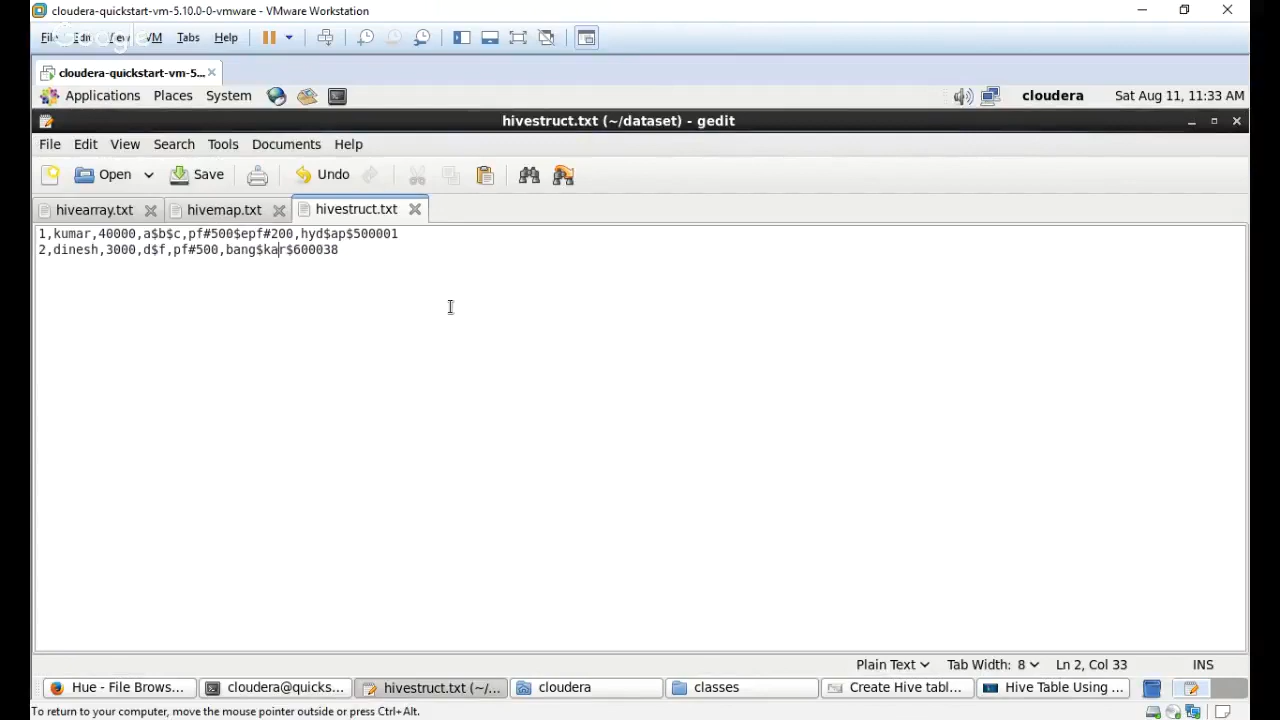 cloudera-quickstart-vm-5.10.0-0-vmware - VMware Workstation
File Edit View VM Tabs Help
Google
cloudera-quickstart-vm-5...
Applications Places System cloudera Sat Aug 11, 11:33 AM
hivestruct.txt (~/dataset) - gedit
File Edit View Search Tools Documents Help
Open Save Undo
hivearray.txt hivemap.txt hivestruct.txt
1,kumar,40000,a$b$c,pf#500$epf#200,hyd$ap$500001
2,dinesh,3000,d$f,pf#500,bang$kar$600038
Plain Text Tab Width: 8 Ln 2, Col 33 INS
Hue - File Brows... cloudera@quicks... hivestruct.txt (~/... cloudera classes Create Hive tabl... Hive Table Using ...
To return to your computer, move the mouse pointer outside or press Ctrl+Alt.